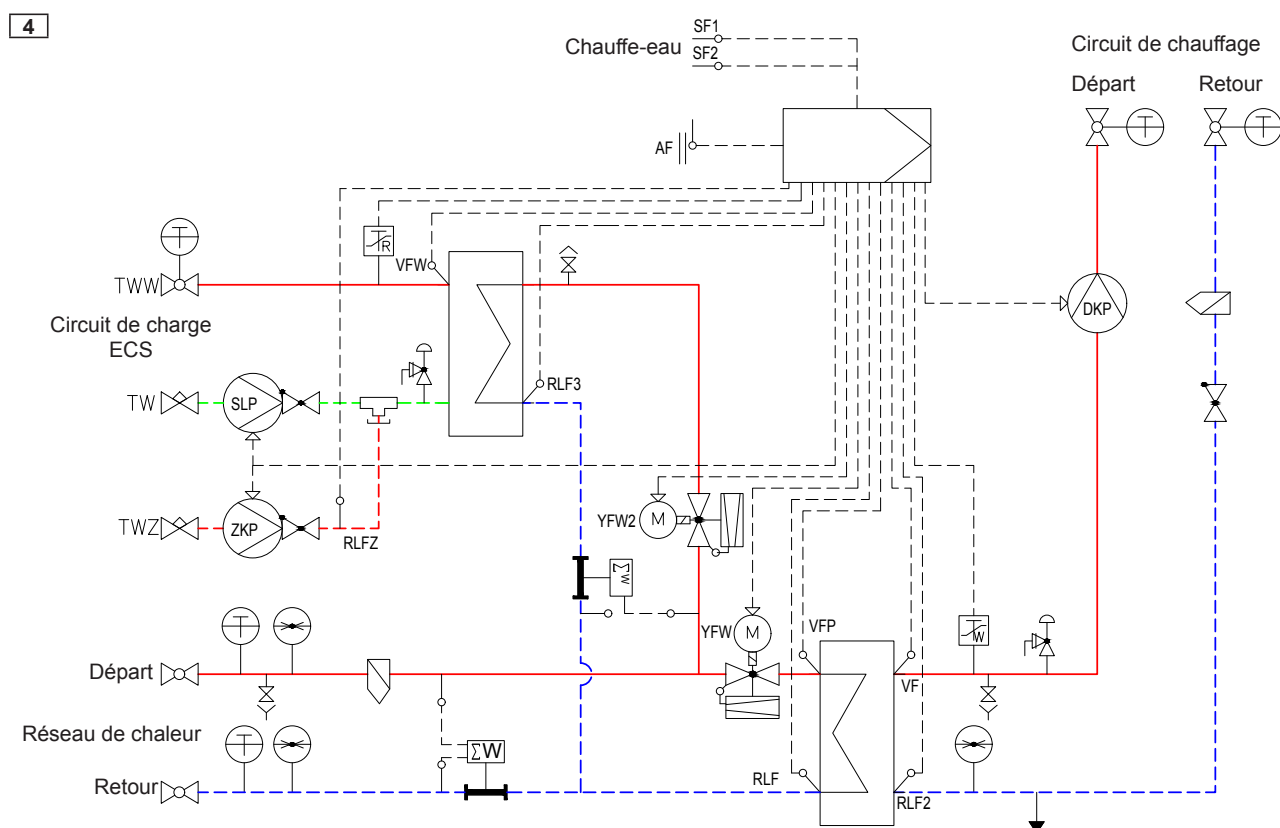 4
SF1
SF2
Chauffe-eau
Circuit de chauffage
Départ
Retour
T
T
AF
T
R
VFW
TWW
Circuit de charge
ECS
DKP
TW
SLP
RLF3
TWZ
ZKP
RLFZ
YFW2
M
ΣW
YFW
M
VFP
W
T
Départ
VF
Réseau de chaleur
T
ΣW
Retour
RLF
RLF2